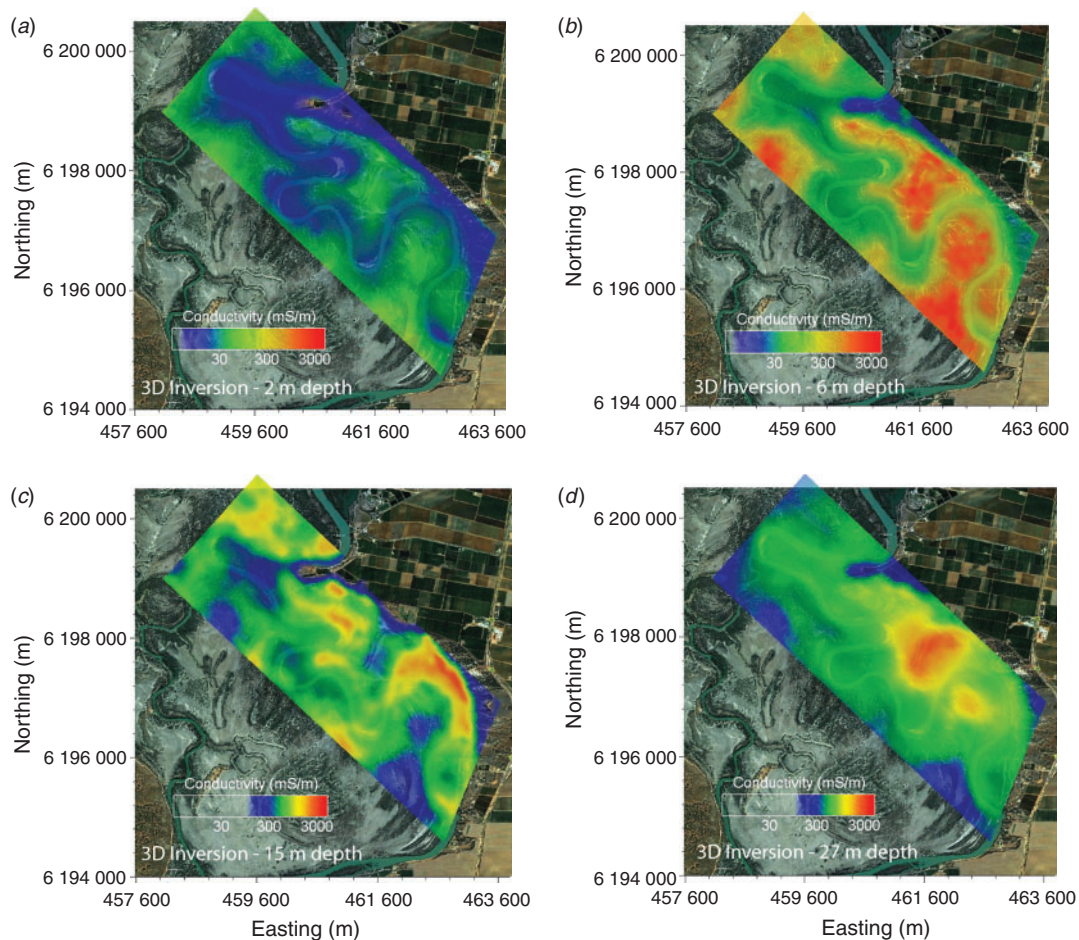 (a)
6 200 000
6 198 000
6 196 000
6 194 000
Northing (m)
Conductivity (mS/m)
30 300 3000
3D Inversion - 2 m depth
457 600 459 600 461 600 463 600
(b)
6 200 000
6 198 000
6 196 000
6 194 000
Northing (m)
Conductivity (mS/m)
30 300 3000
3D Inversion - 6 m depth
457 600 459 600 461 600 463 600
(c)
6 200 000
6 198 000
6 196 000
6 194 000
Northing (m)
Conductivity (mS/m)
30 300 3000
3D Inversion - 15 m depth
457 600 459 600 461 600 463 600
Easting (m)
(d)
6 200 000
6 198 000
6 196 000
6 194 000
Northing (m)
Conductivity (mS/m)
30 300 3000
3D Inversion - 27 m depth
457 600 459 600 461 600 463 600
Easting (m)